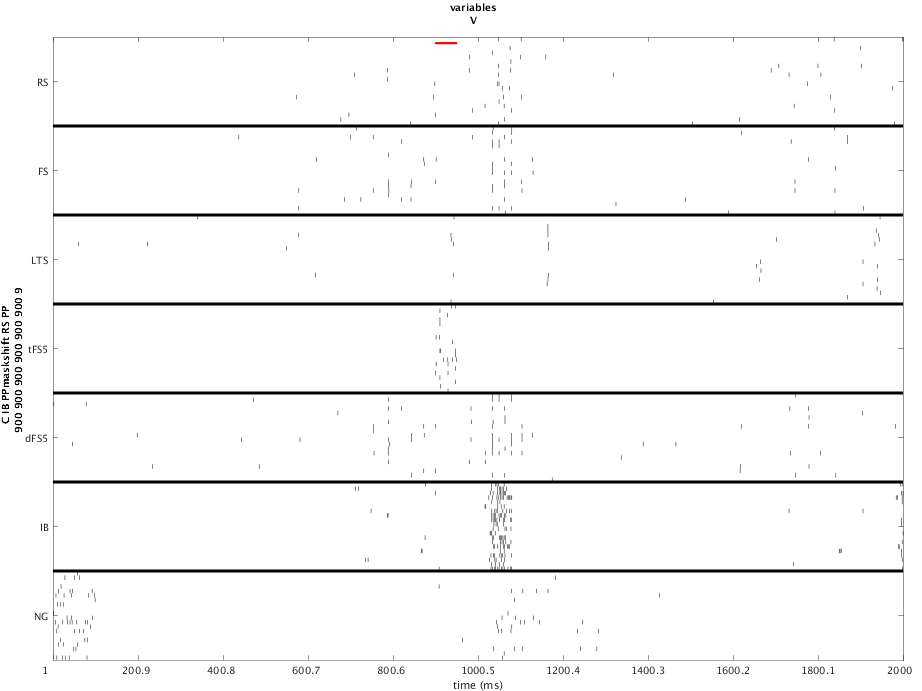 variables
V
RS
FS
LTS
tFS5
dFS5
IB
NG
C IB PPmaskshift RS PP
900 900 900 900 900 900 9
1
200.9
400.8
600.7
800.6
1000.5
1200.4
1400.3
1600.2
1800.1
2000
time (ms)